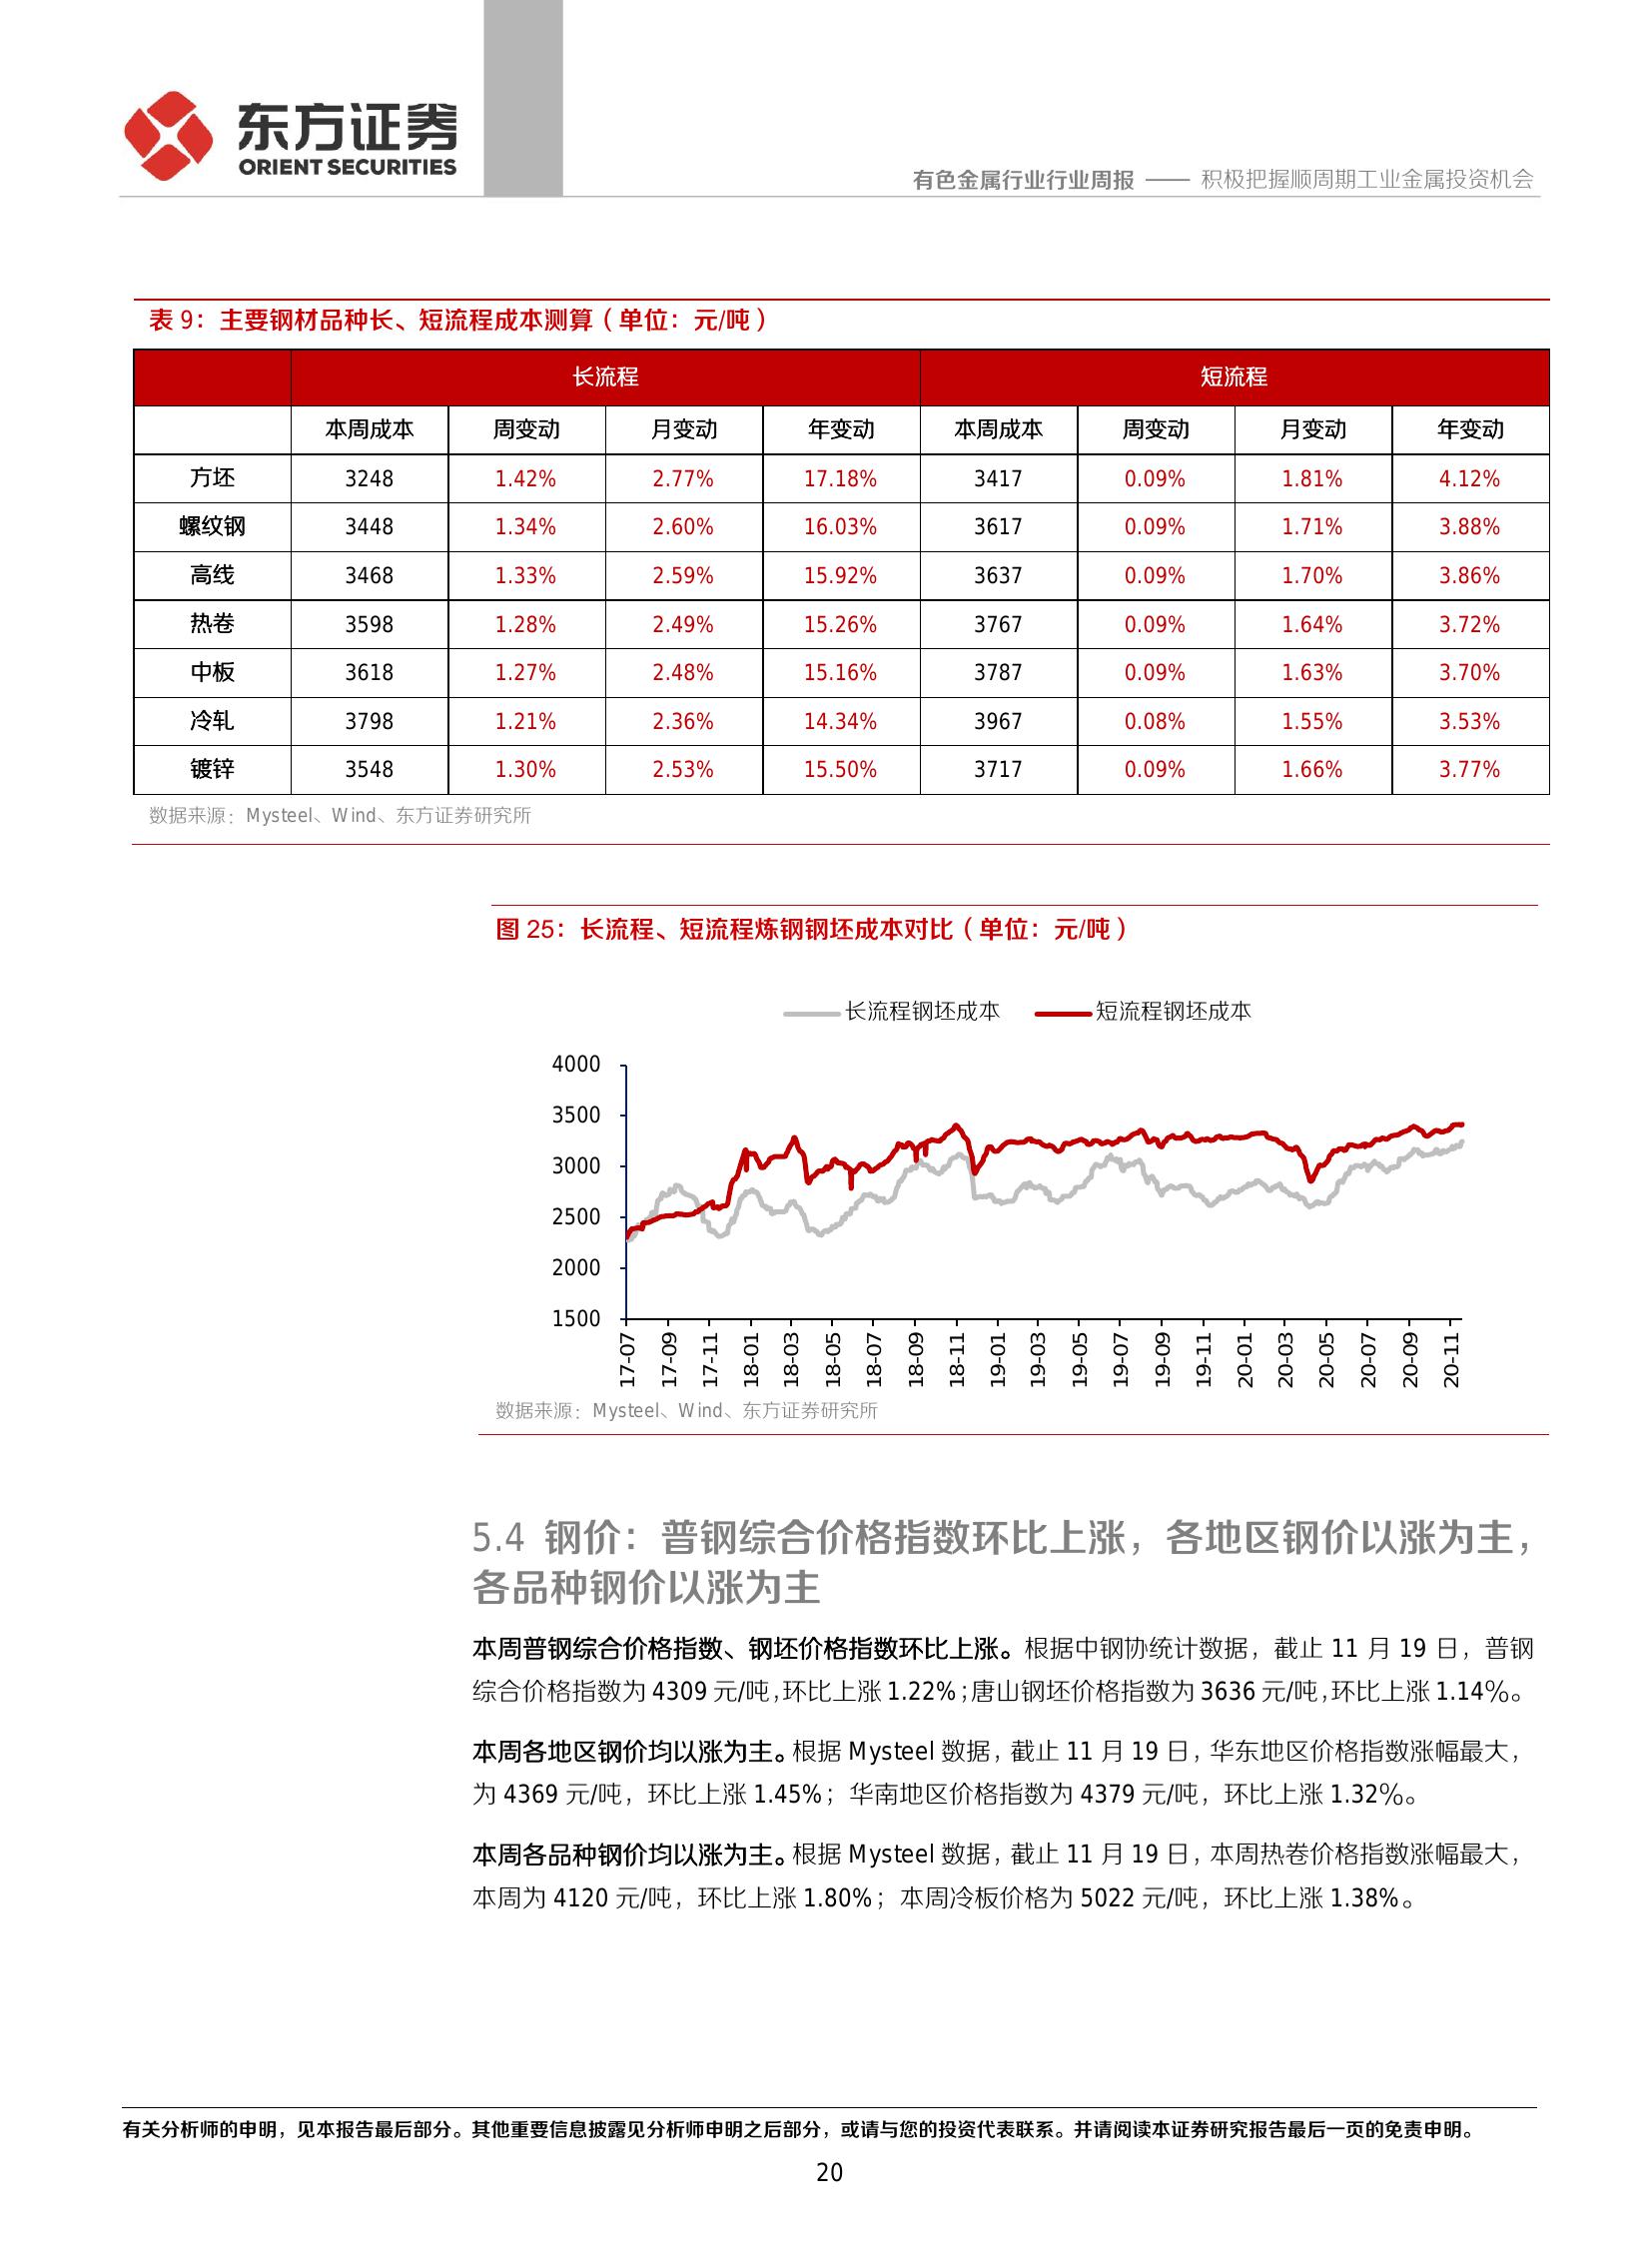 东方证券
ORIENT SECURITIES
有色金属行业行业周报 —— 积极把握顺周期工业金属投资机会
表 9：主要钢材品种长、短流程成本测算（单位：元/吨）
长流程 短流程
本周成本 周变动 月变动 年变动 本周成本 周变动 月变动 年变动
方坯 3248 1.42% 2.77% 17.18% 3417 0.09% 1.81% 4.12%
螺纹钢 3448 1.34% 2.60% 16.03% 3617 0.09% 1.71% 3.88%
高线 3468 1.33% 2.59% 15.92% 3637 0.09% 1.70% 3.86%
热卷 3598 1.28% 2.49% 15.26% 3767 0.09% 1.64% 3.72%
中板 3618 1.27% 2.48% 15.16% 3787 0.09% 1.63% 3.70%
冷轧 3798 1.21% 2.36% 14.34% 3967 0.08% 1.55% 3.53%
镀锌 3548 1.30% 2.53% 15.50% 3717 0.09% 1.66% 3.77%
数据来源：Mysteel、Wind、东方证券研究所
图 25：长流程、短流程炼钢钢坯成本对比（单位：元/吨）
长流程钢坯成本 短流程钢坯成本
4000
3500
3000
2500
2000
1500
17-07 17-09 17-11 18-01 18-03 18-05 18-07 18-09 18-11 19-01 19-03 19-05 19-07 19-09 19-11 20-01 20-03 20-05 20-07 20-09 20-11
数据来源：Mysteel、Wind、东方证券研究所
5.4 钢价：普钢综合价格指数环比上涨，各地区钢价以涨为主，
各品种钢价以涨为主
本周普钢综合价格指数、钢坯价格指数环比上涨。根据中钢协统计数据，截止 11 月 19 日，普钢
综合价格指数为 4309 元/吨，环比上涨 1.22%；唐山钢坯价格指数为 3636 元/吨，环比上涨 1.14%。
本周各地区钢价均以涨为主。根据 Mysteel 数据，截止 11 月 19 日，华东地区价格指数涨幅最大，
为 4369 元/吨，环比上涨 1.45%；华南地区价格指数为 4379 元/吨，环比上涨 1.32%。
本周各品种钢价均以涨为主。根据 Mysteel 数据，截止 11 月 19 日，本周热卷价格指数涨幅最大，
本周为 4120 元/吨，环比上涨 1.80%；本周冷板价格为 5022 元/吨，环比上涨 1.38%。
有关分析师的申明，见本报告最后部分。其他重要信息披露见分析师申明之后部分，或请与您的投资代表联系。并请阅读本证券研究报告最后一页的免责申明。
20